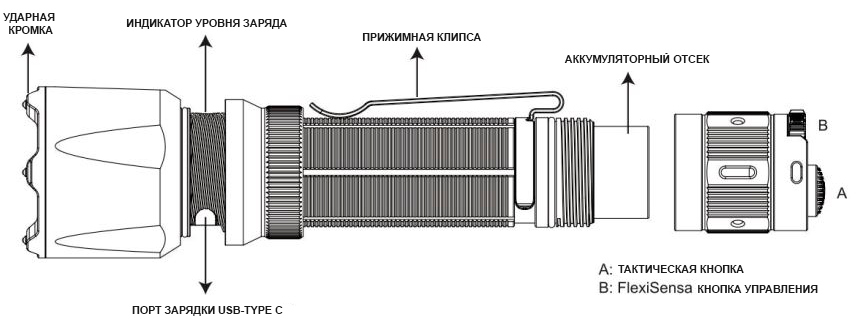 УДАРНАЯ
КРОМКА
ИНДИКАТОР УРОВНЯ ЗАРЯДА
ПРИЖИМНАЯ КЛИПСА
АККУМУЛЯТОРНЫЙ ОТСЕК
B
A
A: ТАКТИЧЕСКАЯ КНОПКА
B: FlexiSensa КНОПКА УПРАВЛЕНИЯ
ПОРТ ЗАРЯДКИ USB-TYPE C